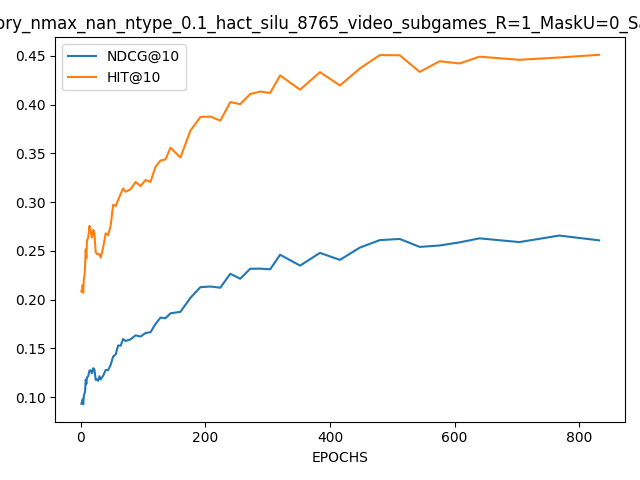 ory_nmax_nan_ntype_0.1_hact_silu_8765_video_subgames_R=1_MaskU=0_Sa
NDCG@10
HIT@10
0.45
0.40
0.35
0.30
0.25
0.20
0.15
0.10
0 200 400 600 800
EPOCHS